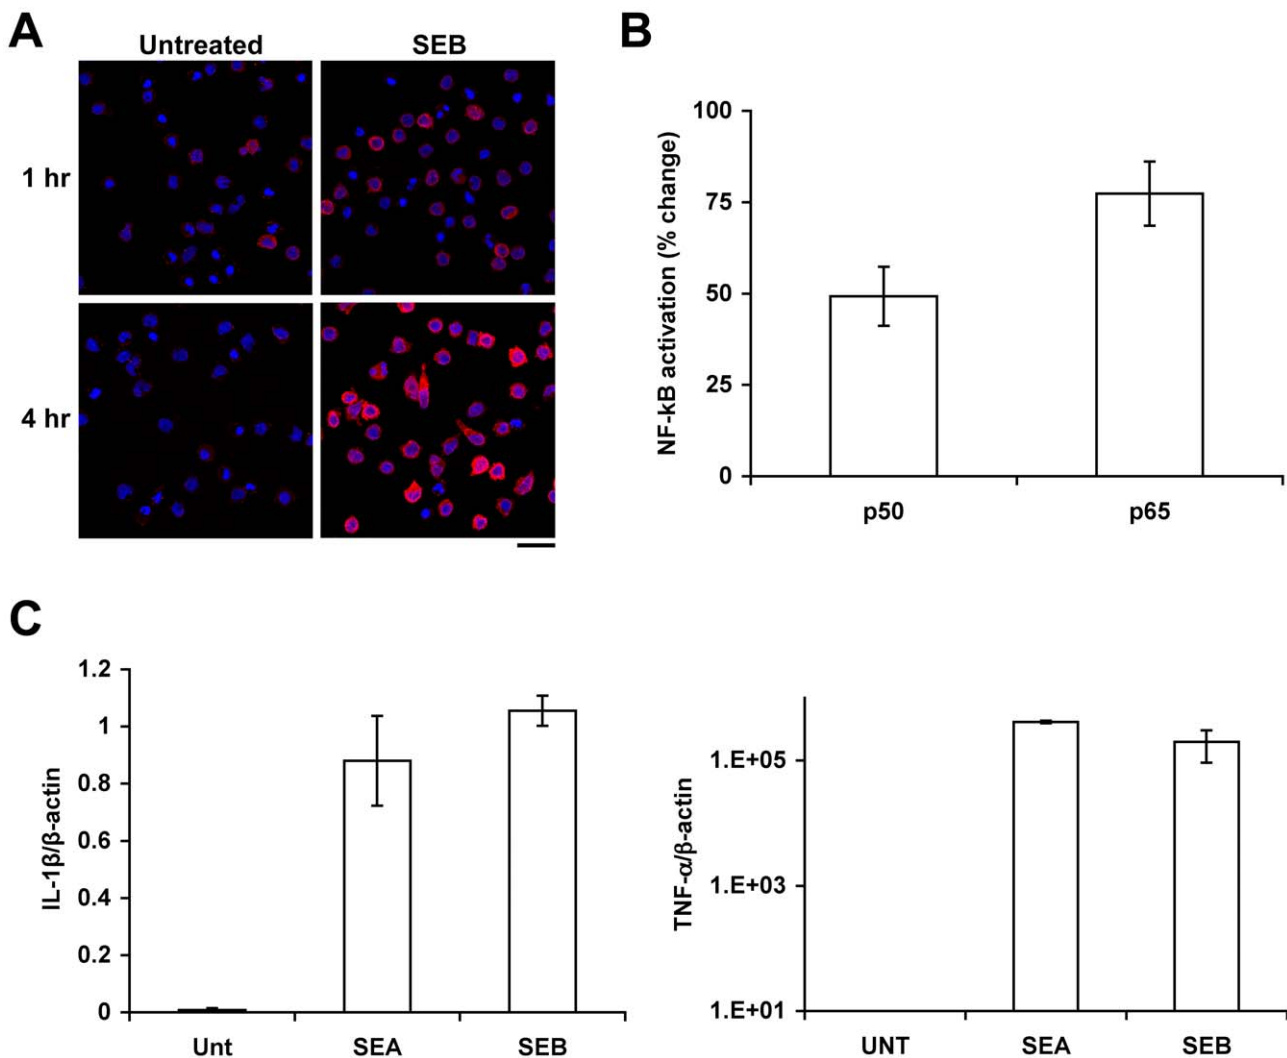 A
Untreated SEB
1 hr
4 hr
B
NF-kB activation (% change)
100
75
50
25
0
p50 p65
C
IL-1β/β-actin
1.2
1
0.8
0.6
0.4
0.2
0
Unt SEA SEB
TNF-α/β-actin
1.E+05
1.E+03
1.E+01
UNT SEA SEB